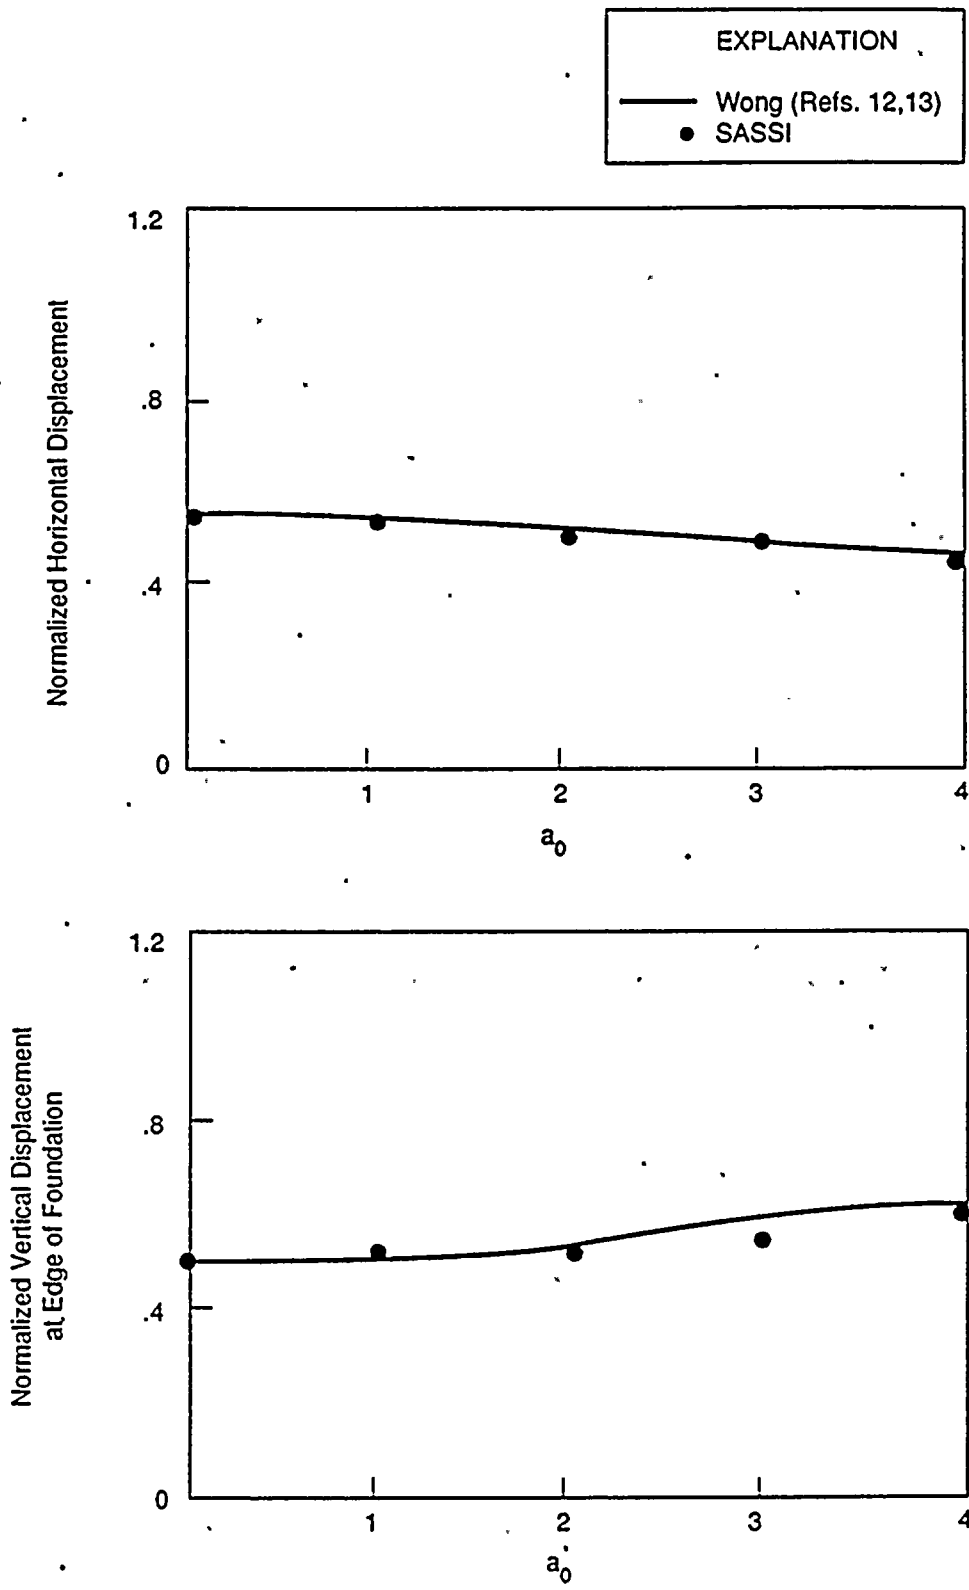 EXPLANATION
Wong (Refs. 12,13)
SASSI
Normalized Horizontal Displacement
1.2
.8
.4
0
1
2
3
4
a0
Normalized Vertical Displacement
at Edge of Foundation
1.2
.8
.4
0
1
2
3
4
a0